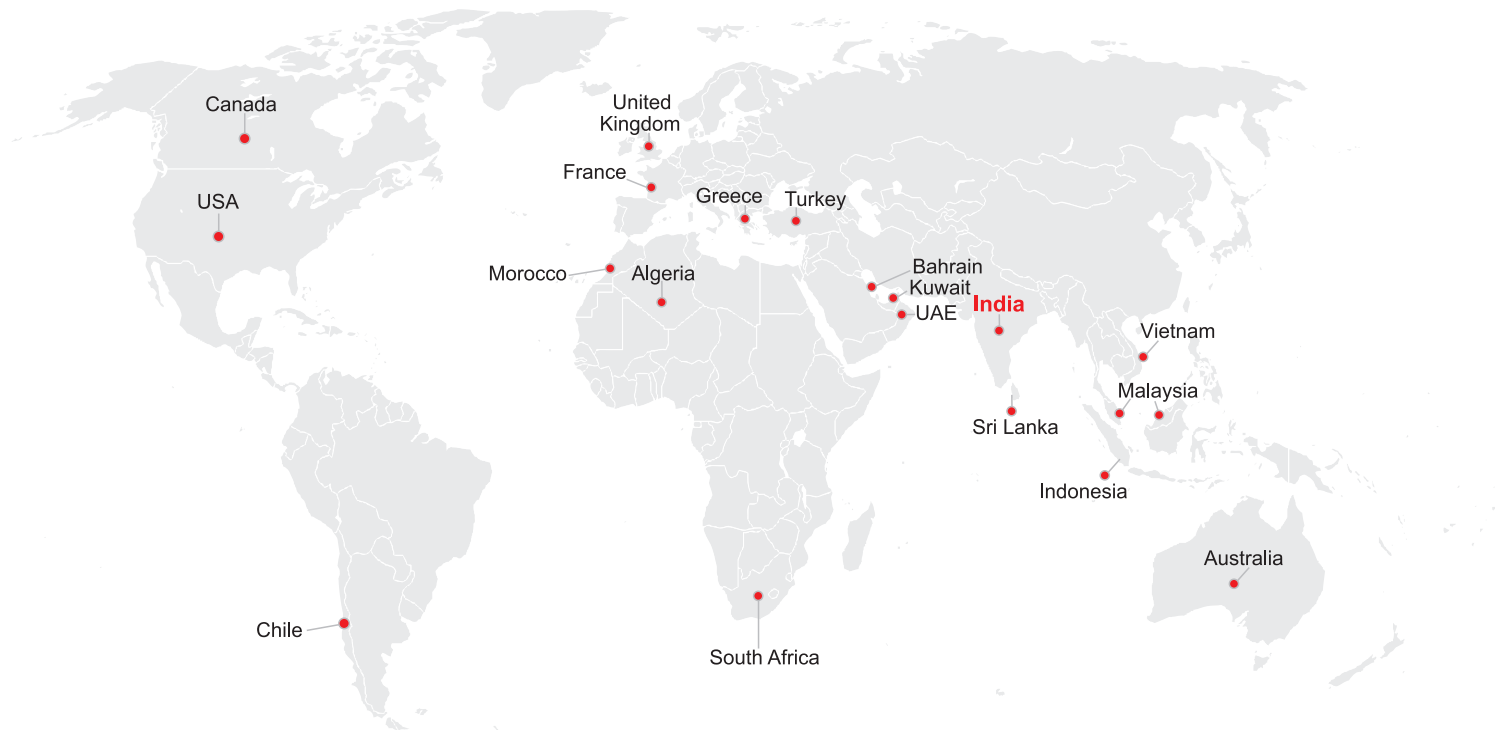 Canada
United
Kingdom
France
USA
Greece
Turkey
Morocco
Algeria
Bahrain
Kuwait
India
UAE
Vietnam
Malaysia
Sri Lanka
Indonesia
Australia
Chile
South Africa